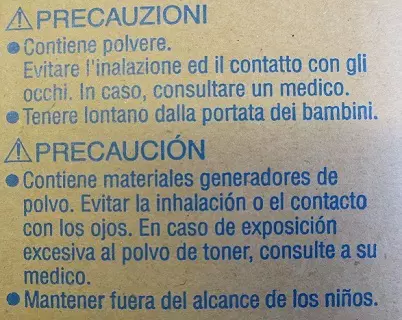 ⚠PRECAUZIONI
●Contiene polvere.
Evitare l'inalazione ed il contatto con gli
occhi. In caso, consultare un medico.
●Tenere lontano dalla portata dei bambini.
⚠PRECAUCIÓN
●Contiene materiales generadores de
polvo. Evitar la inhalación o el contacto
con los ojos. En caso de exposición
excesiva al polvo de toner, consulte a su
medico.
●Mantener fuera del alcance de los niños.